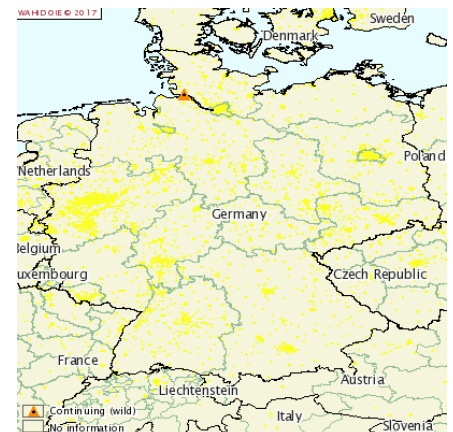 WAHID OIE © 2017
Sweden
Denmark
Poland
Netherlands
Germany
Belgium
uxembourg
Czech Republic
France
Austria
Liechtenstein
Italy
Continuing (wild)
No information
Slovenia